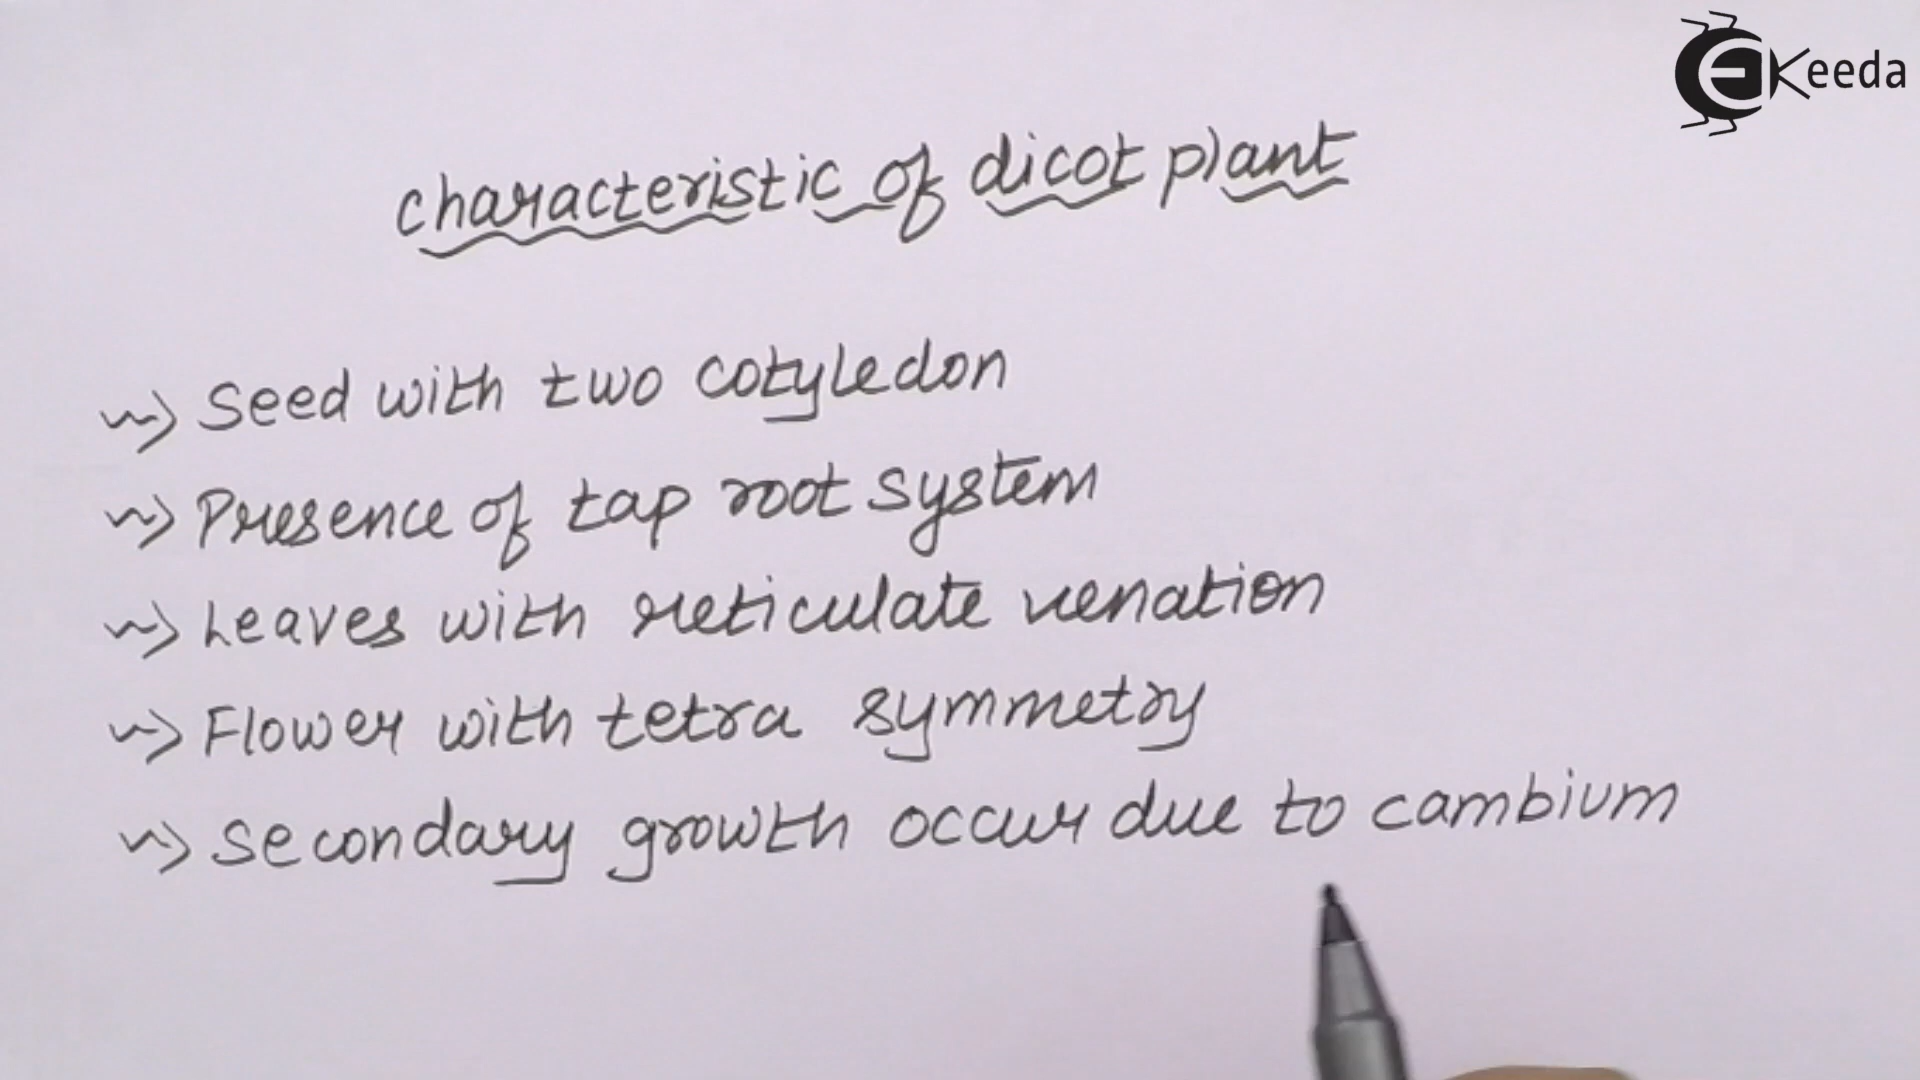 EKeeda
characteristic of dicot plant
~> Seed with two cotyledon
~> Presence of tap root system
~> Leaves with reticulate venation
~> Flower with tetra symmetry
~> Secondary growth occur due to cambium